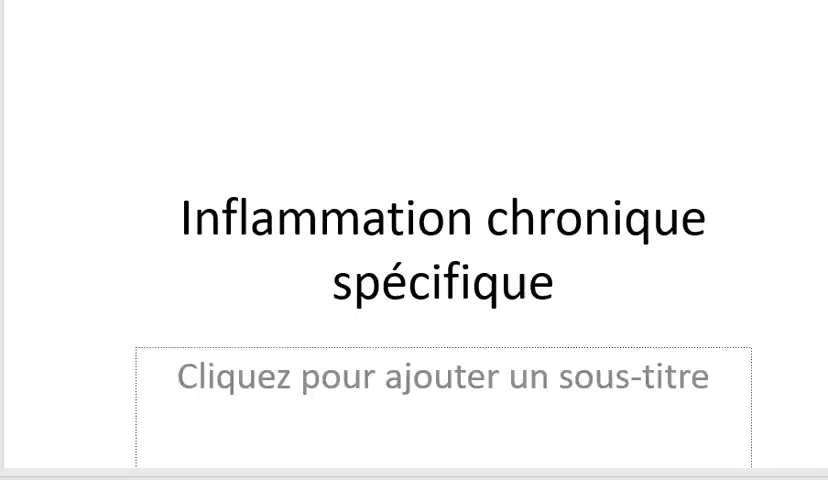 Inflammation chronique
spécifique
Cliquez pour ajouter un sous-titre